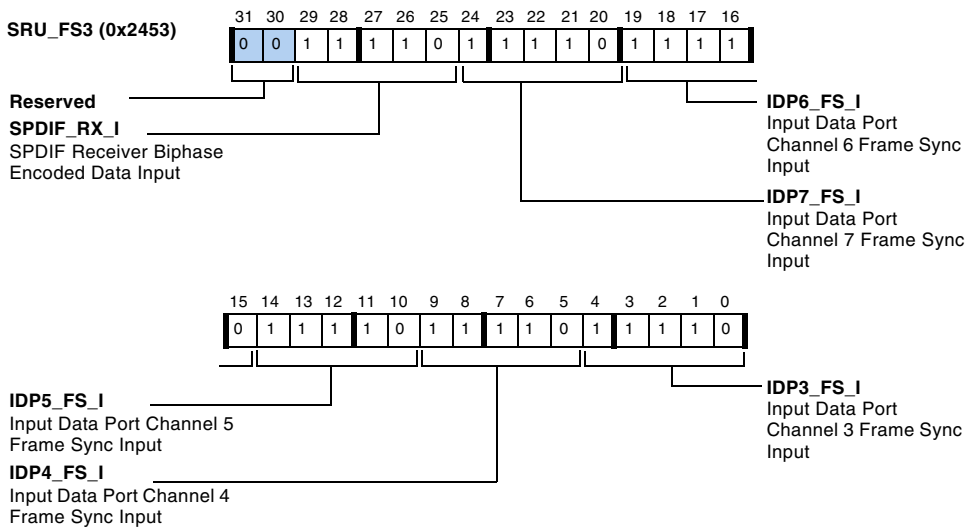 SRU_FS3 (0x2453)
31 30 29 28 27 26 25 24 23 22 21 20 19 18 17 16
0 0 1 1 1 1 0 1 1 1 1 0 1 1 1 1
Reserved
SPDIF_RX_I
SPDIF Receiver Biphase
Encoded Data Input
IDP6_FS_I
Input Data Port
Channel 6 Frame Sync
Input
IDP7_FS_I
Input Data Port
Channel 7 Frame Sync
Input
15 14 13 12 11 10 9 8 7 6 5 4 3 2 1 0
0 1 1 1 1 0 1 1 1 1 0 1 1 1 1 0
IDP5_FS_I
Input Data Port Channel 5
Frame Sync Input
IDP4_FS_I
Input Data Port Channel 4
Frame Sync Input
IDP3_FS_I
Input Data Port
Channel 3 Frame Sync
Input